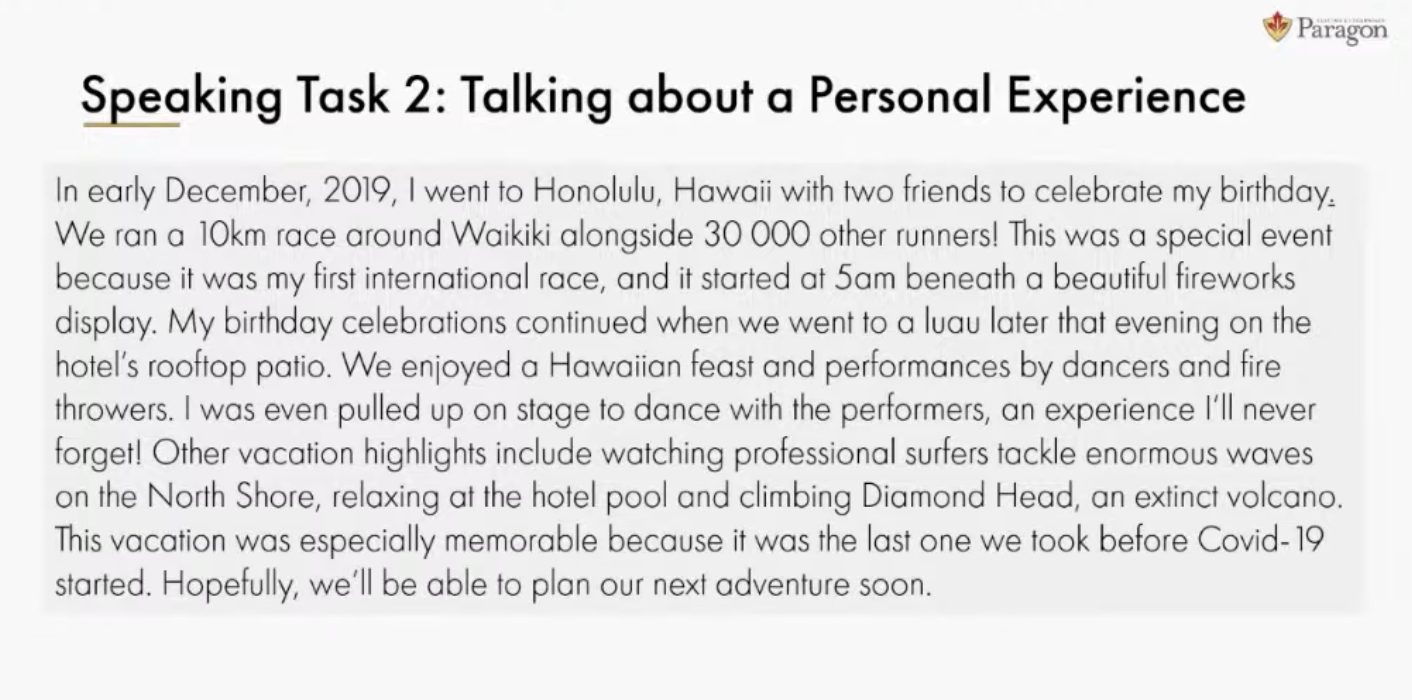 Paragon
Speaking Task 2: Talking about a Personal Experience
In early December, 2019, I went to Honolulu, Hawaii with two friends to celebrate my birthday.
We ran a 10km race around Waikiki alongside 30 000 other runners! This was a special event
because it was my first international race, and it started at 5am beneath a beautiful fireworks
display. My birthday celebrations continued when we went to a luau later that evening on the
hotel's rooftop patio. We enjoyed a Hawaiian feast and performances by dancers and fire
throwers. I was even pulled up on stage to dance with the performers, an experience I'll never
forget! Other vacation highlights include watching professional surfers tackle enormous waves
on the North Shore, relaxing at the hotel pool and climbing Diamond Head, an extinct volcano.
This vacation was especially memorable because it was the last one we took before Covid-19
started. Hopefully, we'll be able to plan our next adventure soon.